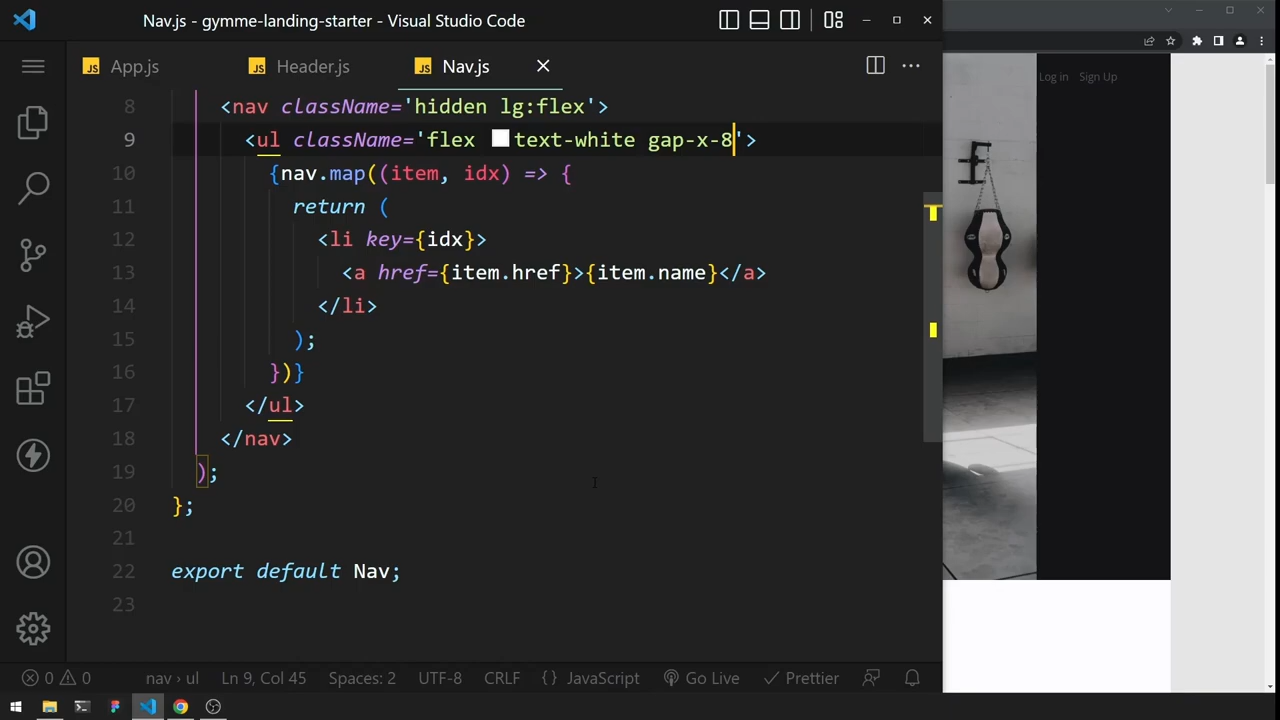 Nav.js - gymme-landing-starter - Visual Studio Code
JS App.js JS Header.js JS Nav.js
Log in Sign Up
8 <nav className='hidden lg:flex'>
9 <ul className='flex text-white gap-x-8'>
10 {nav.map((item, idx) => {
11 return (
12 <li key={idx}>
13 <a href={item.href}>{item.name}</a>
14 </li>
15 );
16 })}
17 </ul>
18 </nav>
19 );
20 };
21
22 export default Nav;
23
0 0 nav › ul Ln 9, Col 45 Spaces: 2 UTF-8 CRLF {} JavaScript Go Live Prettier